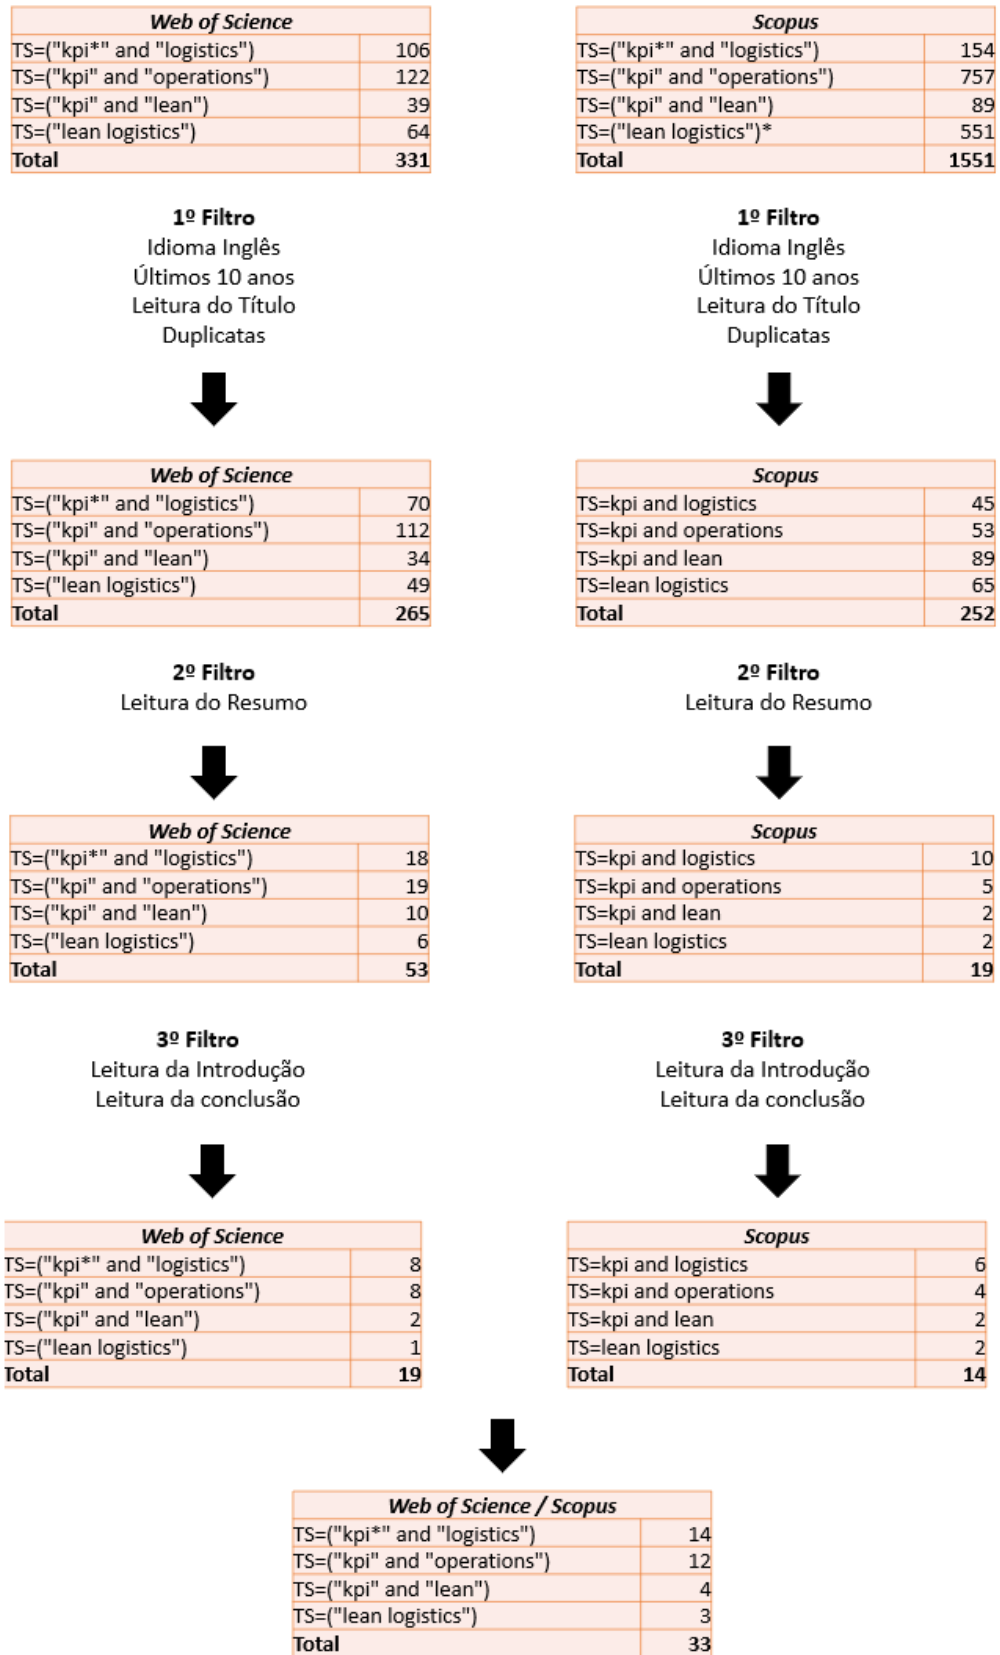 Web of Science
TS=("kpi*" and "logistics") 106
TS=("kpi" and "operations") 122
TS=("kpi" and "lean") 39
TS=("lean logistics") 64
Total 331
Scopus
TS=("kpi*" and "logistics") 154
TS=("kpi" and "operations") 757
TS=("kpi" and "lean") 89
TS=("lean logistics")* 551
Total 1551
1º Filtro
Idioma Inglês
Últimos 10 anos
Leitura do Título
Duplicatas
1º Filtro
Idioma Inglês
Últimos 10 anos
Leitura do Título
Duplicatas
Web of Science
TS=("kpi*" and "logistics") 70
TS=("kpi" and "operations") 112
TS=("kpi" and "lean") 34
TS=("lean logistics") 49
Total 265
Scopus
TS=kpi and logistics 45
TS=kpi and operations 53
TS=kpi and lean 89
TS=lean logistics 65
Total 252
2º Filtro
Leitura do Resumo
2º Filtro
Leitura do Resumo
Web of Science
TS=("kpi*" and "logistics") 18
TS=("kpi" and "operations") 19
TS=("kpi" and "lean") 10
TS=("lean logistics") 6
Total 53
Scopus
TS=kpi and logistics 10
TS=kpi and operations 5
TS=kpi and lean 2
TS=lean logistics 2
Total 19
3º Filtro
Leitura da Introdução
Leitura da conclusão
3º Filtro
Leitura da Introdução
Leitura da conclusão
Web of Science
TS=("kpi*" and "logistics") 8
TS=("kpi" and "operations") 8
TS=("kpi" and "lean") 2
TS=("lean logistics") 1
Total 19
Scopus
TS=kpi and logistics 6
TS=kpi and operations 4
TS=kpi and lean 2
TS=lean logistics 2
Total 14
Web of Science / Scopus
TS=("kpi*" and "logistics") 14
TS=("kpi" and "operations") 12
TS=("kpi" and "lean") 4
TS=("lean logistics") 3
Total 33